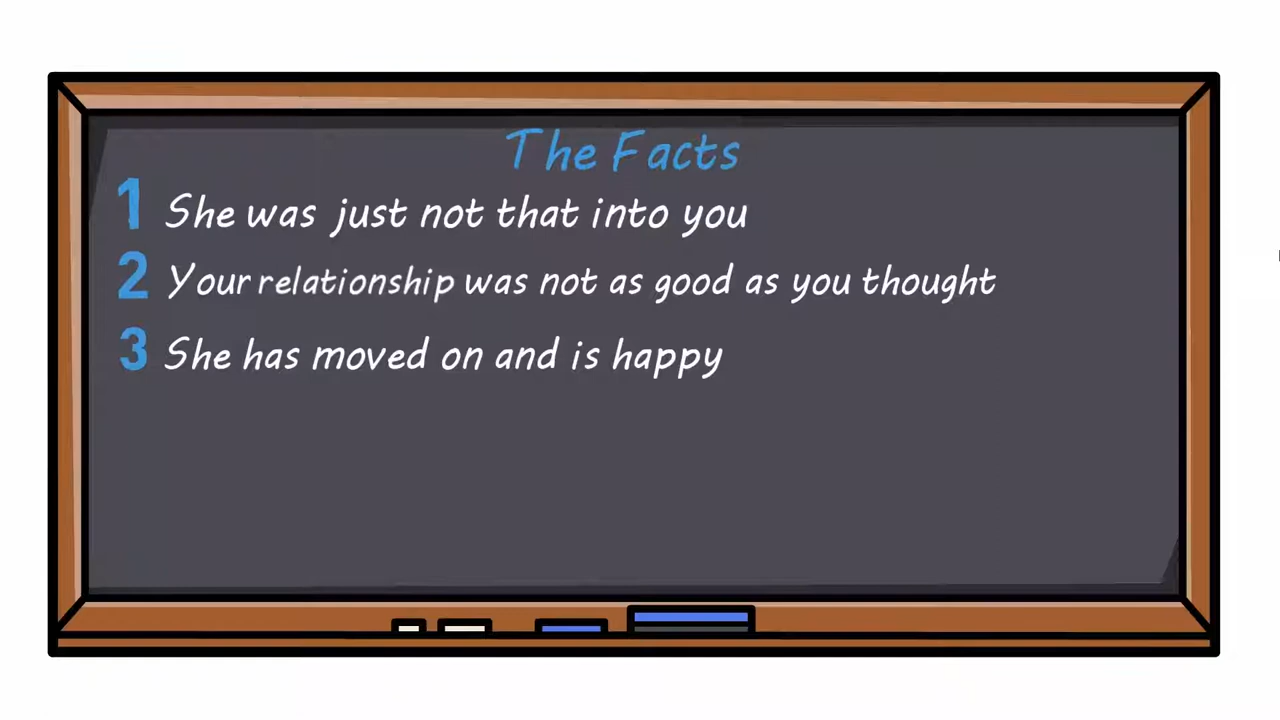 The Facts
1 She was just not that into you
2 Your relationship was not as good as you thought
3 She has moved on and is happy